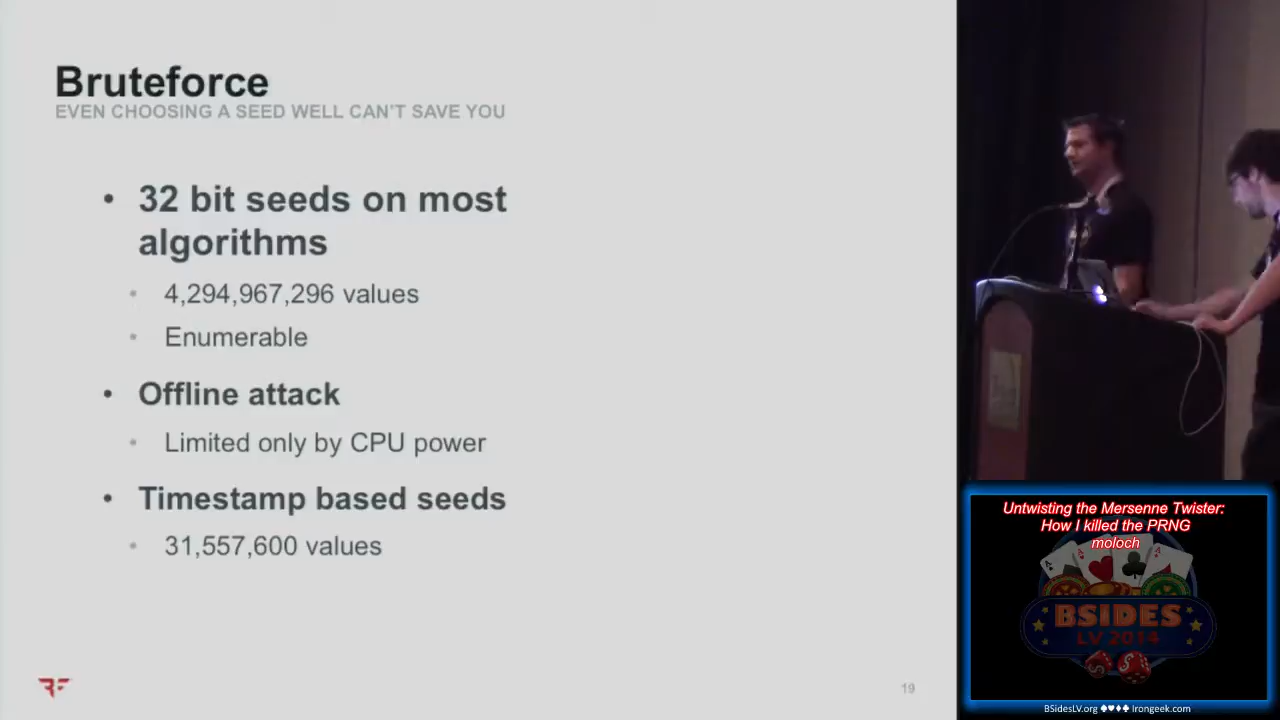 Bruteforce
EVEN CHOOSING A SEED WELL CAN'T SAVE YOU
• 32 bit seeds on most
algorithms
• 4,294,967,296 values
• Enumerable
• Offline attack
• Limited only by CPU power
• Timestamp based seeds
• 31,557,600 values
19
Untwisting the Mersenne Twister:
How I killed the PRNG
moloch
BSIDES
LV 2014
BSidesLV.org ♠♥♦♣ Irongeek.com